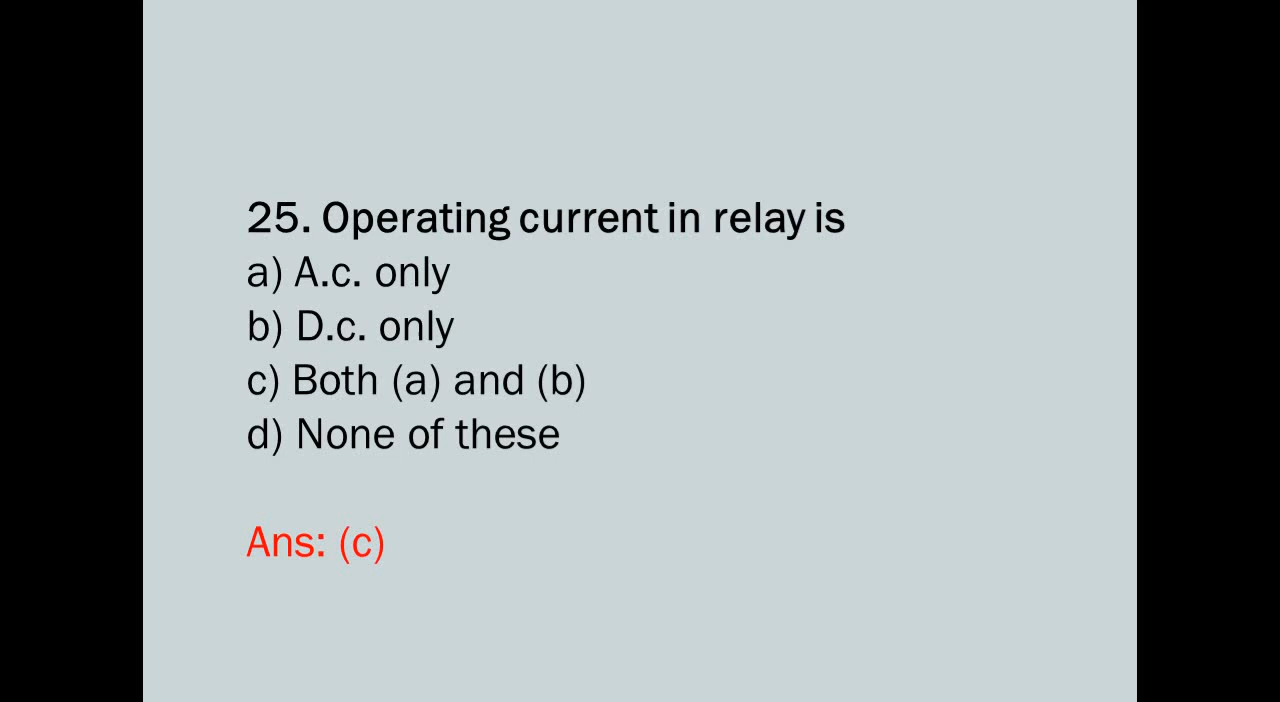 25. Operating current in relay is
a) A.c. only
b) D.c. only
c) Both (a) and (b)
d) None of these
Ans: (c)